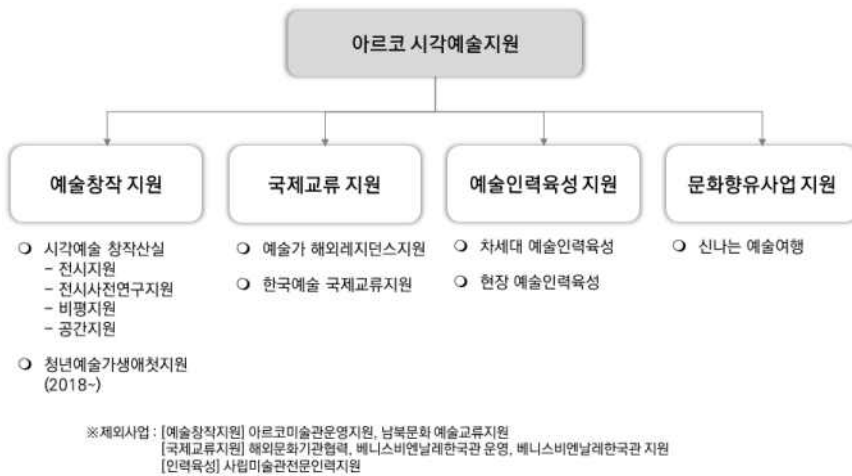 아르코 시각예술지원
예술창작 지원
국제교류 지원
예술인력육성 지원
문화향유사업 지원
❍ 시각예술 창작산실
- 전시지원
- 전시사전연구지원
- 비평지원
- 공간지원
❍ 청년예술가생애첫지원
(2018~)
❍ 예술가 해외레지던스지원
❍ 한국예술 국제교류지원
❍ 차세대 예술인력육성
❍ 현장 예술인력육성
❍ 신나는 예술여행
※제외사업 : [예술창작지원] 아르코미술관운영지원, 남북문화 예술교류지원
[국제교류지원] 해외문화기관협력, 베니스비엔날레한국관 운영, 베니스비엔날레한국관 지원
[인력육성] 사립미술관전문인력지원